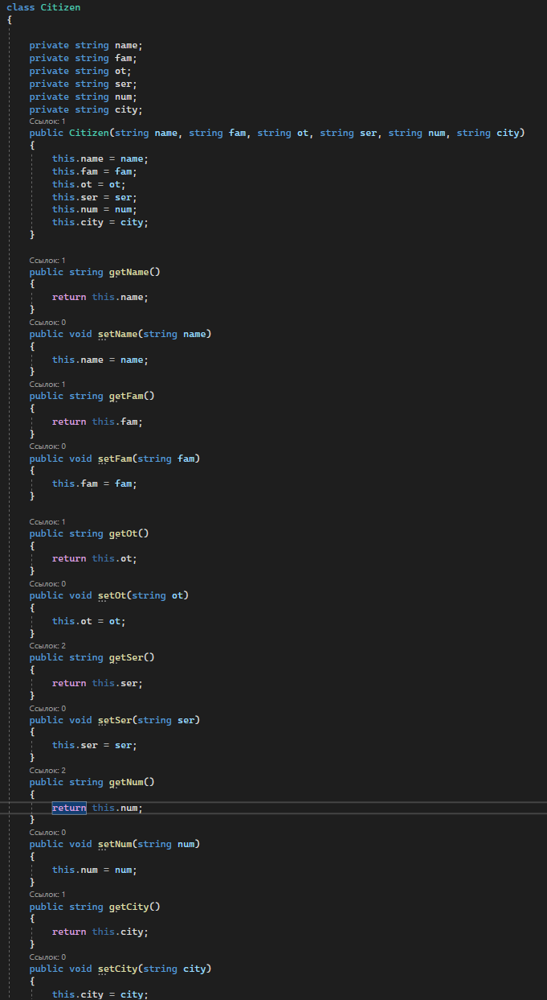 class Citizen
{
private string name;
private string fam;
private string ot;
private string ser;
private string num;
private string city;
Ссылок: 1
public Citizen(string name, string fam, string ot, string ser, string num, string city)
{
this.name = name;
this.fam = fam;
this.ot = ot;
this.ser = ser;
this.num = num;
this.city = city;
}
Ссылок: 1
public string getName()
{
return this.name;
}
Ссылок: 0
public void setName(string name)
{
this.name = name;
}
Ссылок: 1
public string getFam()
{
return this.fam;
}
Ссылок: 0
public void setFam(string fam)
{
this.fam = fam;
}
Ссылок: 1
public string getOt()
{
return this.ot;
}
Ссылок: 0
public void setOt(string ot)
{
this.ot = ot;
}
Ссылок: 2
public string getSer()
{
return this.ser;
}
Ссылок: 0
public void setSer(string ser)
{
this.ser = ser;
}
Ссылок: 2
public string getNum()
{
return this.num;
}
Ссылок: 0
public void setNum(string num)
{
this.num = num;
}
Ссылок: 1
public string getCity()
{
return this.city;
}
Ссылок: 0
public void setCity(string city)
{
this.city = city;